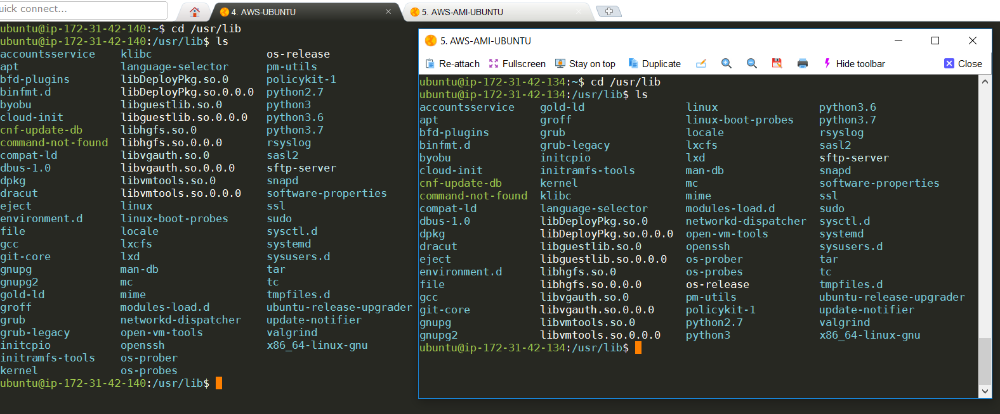 uick connect...
4. AWS-UBUNTU
5. AWS-AMI-UBUNTU
ubuntu@ip-172-31-42-140:~$ cd /usr/lib
ubuntu@ip-172-31-42-140:/usr/lib$ ls
accountsservice klibc os-release
apt language-selector pm-utils
bfd-plugins libDeployPkg.so.0 policykit-1
binfmt.d libDeployPkg.so.0.0.0 python2.7
byobu libguestlib.so.0 python3
cloud-init libguestlib.so.0.0.0 python3.6
cnf-update-db libhgfs.so.0 python3.7
command-not-found libhgfs.so.0.0.0 rsyslog
compat-ld libvgauth.so.0 sasl2
dbus-1.0 libvgauth.so.0.0.0 sftp-server
dpkg libvmtools.so.0 snapd
dracut libvmtools.so.0.0.0 software-properties
eject linux ssl
environment.d linux-boot-probes sudo
file locale sysctl.d
gcc lxcfs systemd
git-core lxd sysusers.d
gnupg man-db tar
gnupg2 mc tc
gold-ld mime tmpfiles.d
groff modules-load.d ubuntu-release-upgrader
grub networkd-dispatcher update-notifier
grub-legacy open-vm-tools valgrind
initcpio openssh x86_64-linux-gnu
initramfs-tools os-prober
kernel os-probes
ubuntu@ip-172-31-42-140:/usr/lib$
5. AWS-AMI-UBUNTU
Re-attach Fullscreen Stay on top Duplicate Hide toolbar Close
ubuntu@ip-172-31-42-134:~$ cd /usr/lib
ubuntu@ip-172-31-42-134:/usr/lib$ ls
accountsservice gold-ld linux python3.6
apt groff linux-boot-probes python3.7
bfd-plugins grub locale rsyslog
binfmt.d grub-legacy lxcfs sasl2
byobu initcpio lxd sftp-server
cloud-init initramfs-tools man-db snapd
cnf-update-db kernel mc software-properties
command-not-found klibc mime ssl
compat-ld language-selector modules-load.d sudo
dbus-1.0 libDeployPkg.so.0 networkd-dispatcher sysctl.d
dpkg libDeployPkg.so.0.0.0 open-vm-tools systemd
dracut libguestlib.so.0 openssh sysusers.d
eject libguestlib.so.0.0.0 os-prober tar
environment.d libhgfs.so.0 os-probes tc
file libhgfs.so.0.0.0 os-release tmpfiles.d
gcc libvgauth.so.0 pm-utils ubuntu-release-upgrader
git-core libvgauth.so.0.0.0 policykit-1 update-notifier
gnupg libvmtools.so.0 python2.7 valgrind
gnupg2 libvmtools.so.0.0.0 python3 x86_64-linux-gnu
ubuntu@ip-172-31-42-134:/usr/lib$